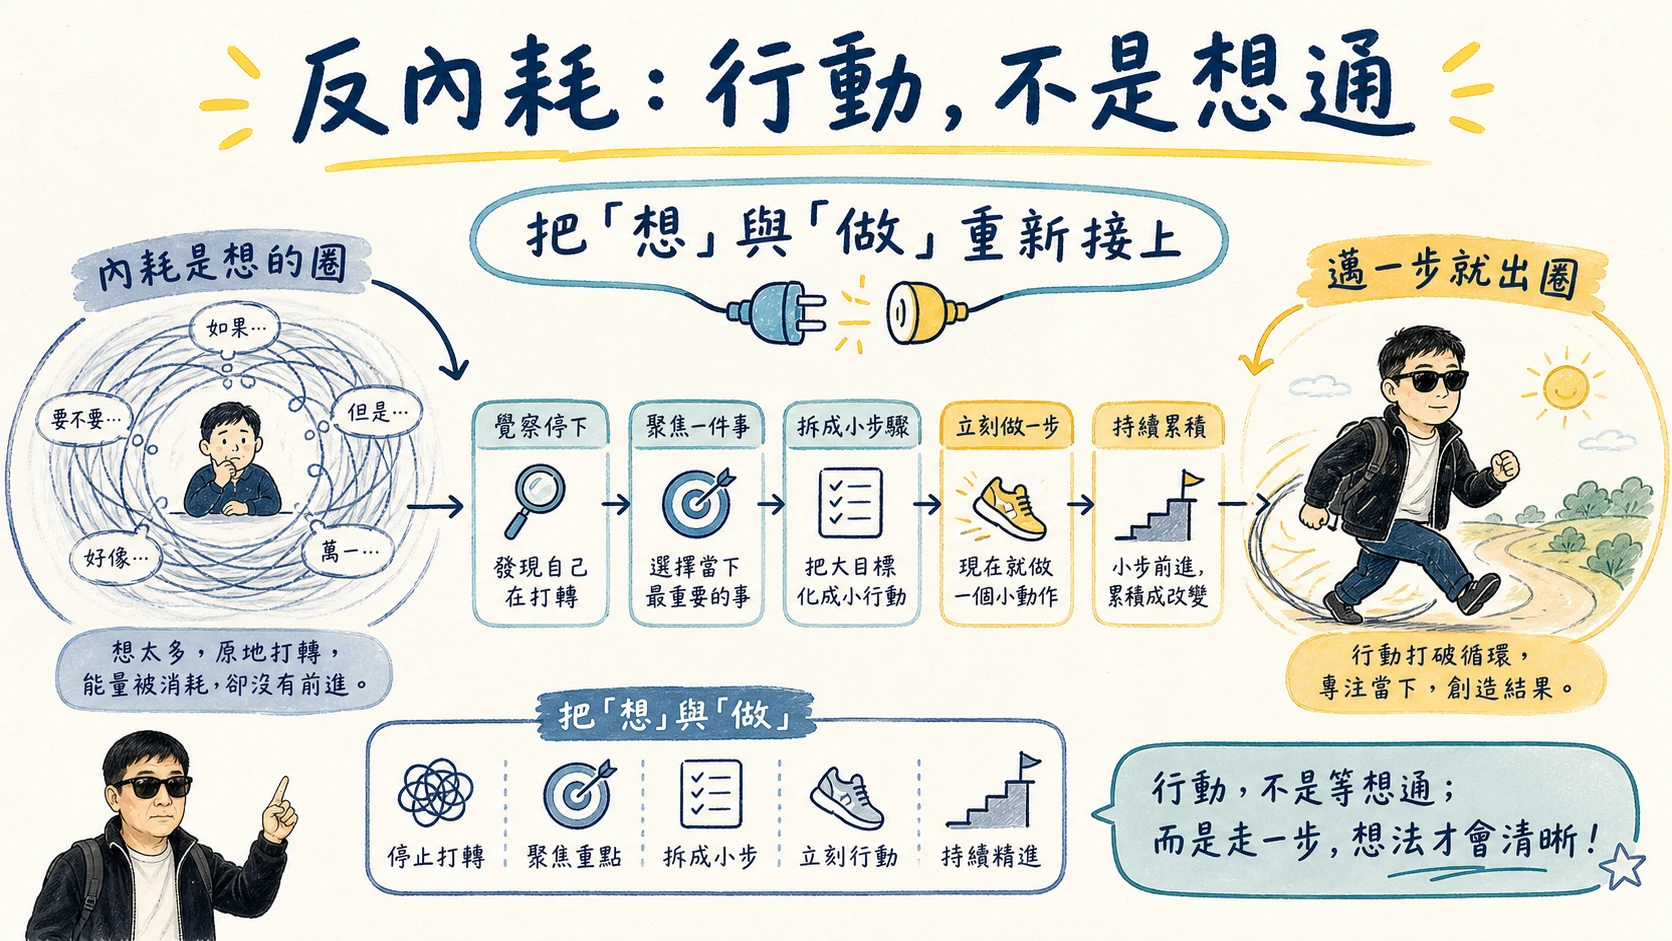 反內耗：行動，不是想通
把「想」與「做」重新接上
內耗是想的圈
如果…
要不要…
但是…
好像…
萬一…
想太多，原地打轉，
能量被消耗，卻沒有前進。
覺察停下
發現自己
在打轉
聚焦一件事
選擇當下
最重要的事
拆成小步驟
把大目標
化成小行動
立刻做一步
現在就做
一個小動作
持續累積
小步前進，
累積成改變
邁一步就出圈
行動打破循環，
專注當下，創造結果。
把「想」與「做」
停止打轉
聚焦重點
拆成小步
立刻行動
持續精進
行動，不是等想通；
而是走一步，想法才會清晰！